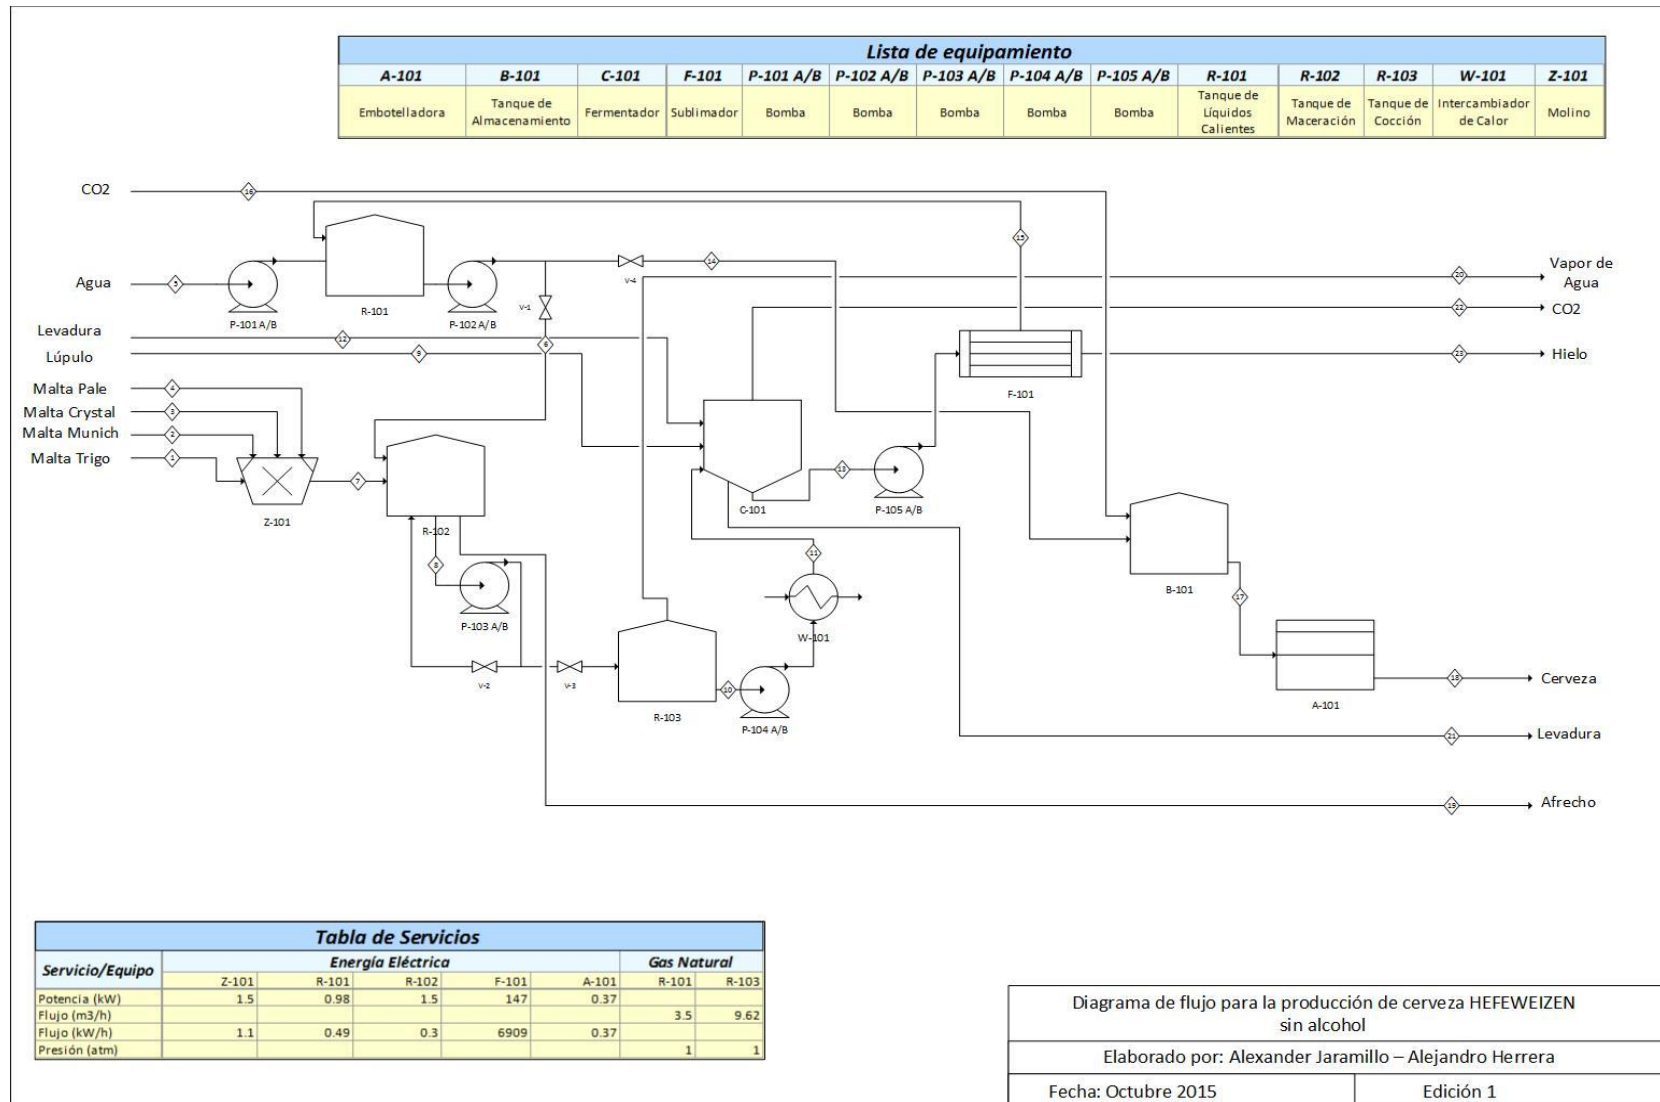 Lista de equipamiento
A-101 B-101 C-101 F-101 P-101 A/B P-102 A/B P-103 A/B P-104 A/B P-105 A/B R-101 R-102 R-103 W-101 Z-101
Embotelladora Tanque de Almacenamiento Fermentador Sublimador Bomba Bomba Bomba Bomba Bomba Tanque de Líquidos Calientes Tanque de Maceración Tanque de Cocción Intercambiador de Calor Molino
CO2
16
R-101
Agua
5
P-101 A/B
P-102 A/B
V-1
V-4
14
15
20
Vapor de
Agua
22
CO2
Levadura
12
6
Lúpulo
9
23
Hielo
F-101
Malta Pale
4
Malta Crystal
3
Malta Munich
2
Malta Trigo
1
Z-101
7
R-102
8
P-103 A/B
V-2
V-3
C-101
13
P-105 A/B
11
W-101
R-103
10
P-104 A/B
B-101
17
A-101
18
Cerveza
21
Levadura
19
Afrecho
Tabla de Servicios
Servicio/Equipo Energía Eléctrica Gas Natural
Z-101 R-101 R-102 F-101 A-101 R-101 R-103
Potencia (kW) 1.5 0.98 1.5 147 0.37
Flujo (m3/h) 3.5 9.62
Flujo (kW/h) 1.1 0.49 0.3 6909 0.37
Presión (atm) 1 1
Diagrama de flujo para la producción de cerveza HEFEWEIZEN
sin alcohol
Elaborado por: Alexander Jaramillo – Alejandro Herrera
Fecha: Octubre 2015 Edición 1